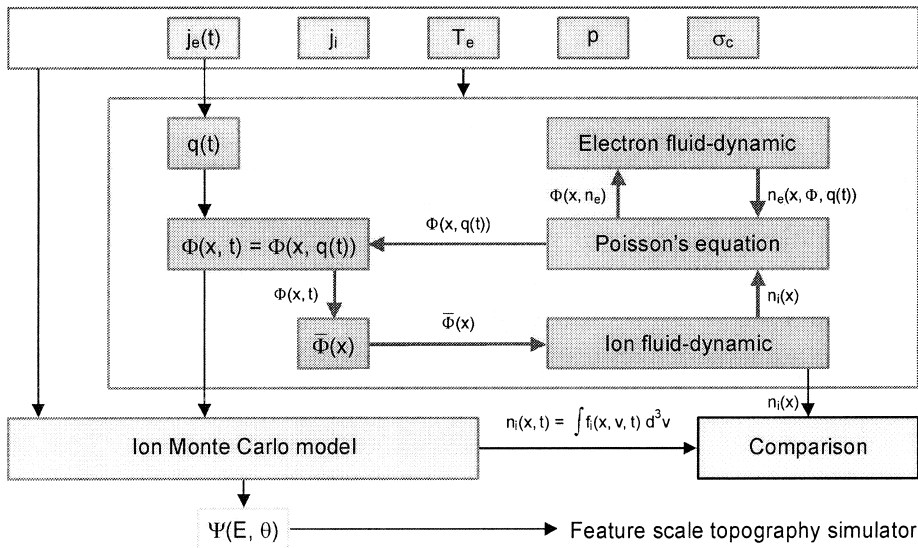 jₑ(t) jᵢ Tₑ p σ꜀
q(t)
Electron fluid-dynamic
Φ(x, nₑ) nₑ(x, Φ, q(t))
Φ(x, t) = Φ(x, q(t))
Φ(x, q(t))
Poisson's equation
Φ(x, t)
nᵢ(x)
Φ̅(x)
Φ̅(x)
Ion fluid-dynamic
nᵢ(x)
Ion Monte Carlo model
nᵢ(x, t) = ∫ fᵢ(x, v, t) d³v
Comparison
Ψ(E, θ)
Feature scale topography simulator